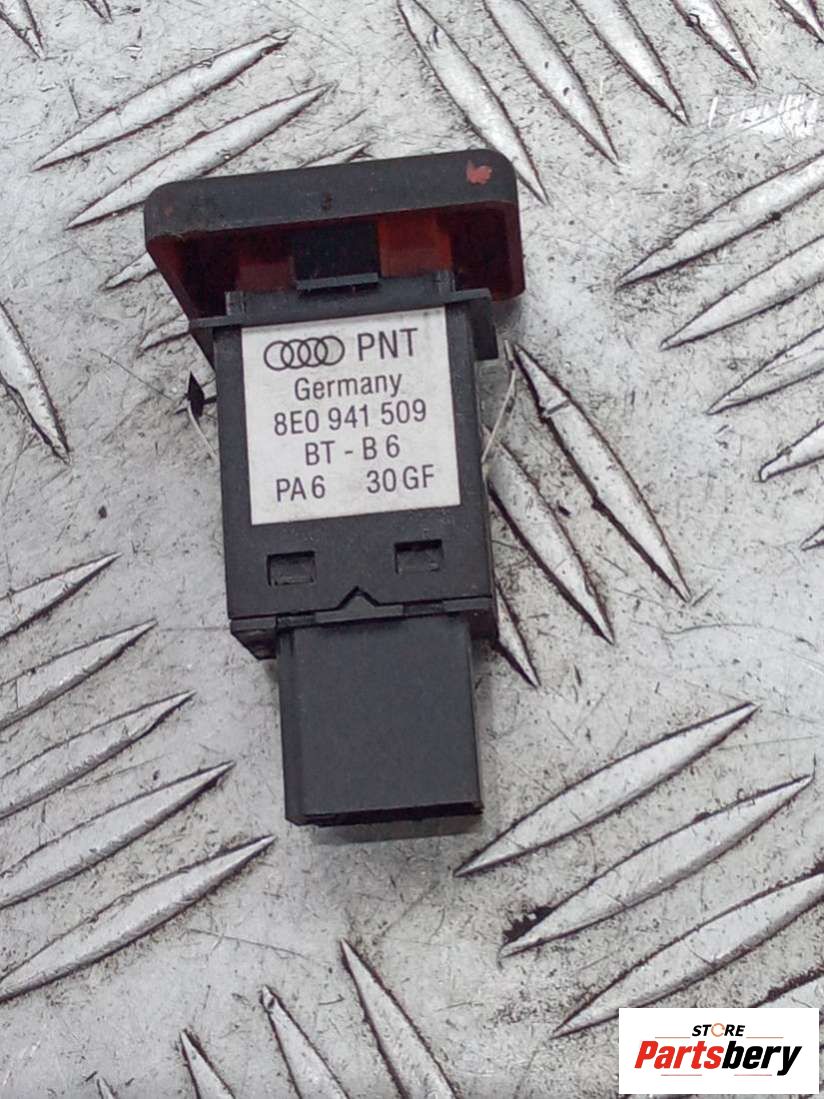 PNT
Germany
8E0 941 509
BT - B 6
PA6 30GF
STORE
Partsbery